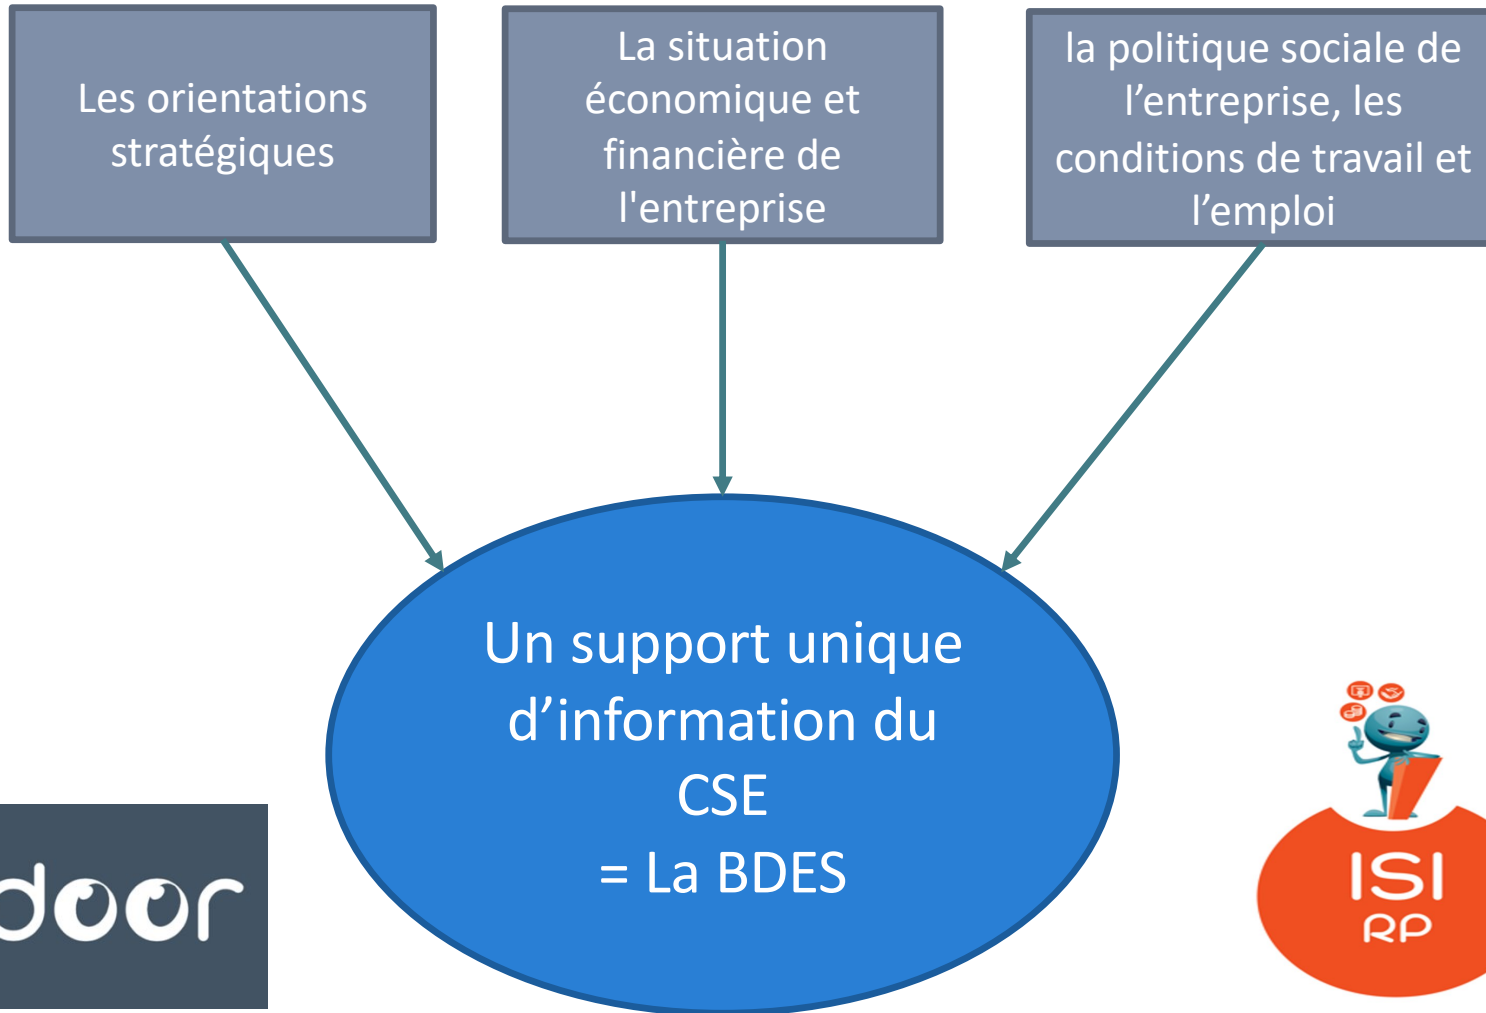 Les orientations
stratégiques
La situation
économique et
financière de
l'entreprise
la politique sociale de
l’entreprise, les
conditions de travail et
l’emploi
Un support unique
d’information du
CSE
= La BDES
door
ISI
RP